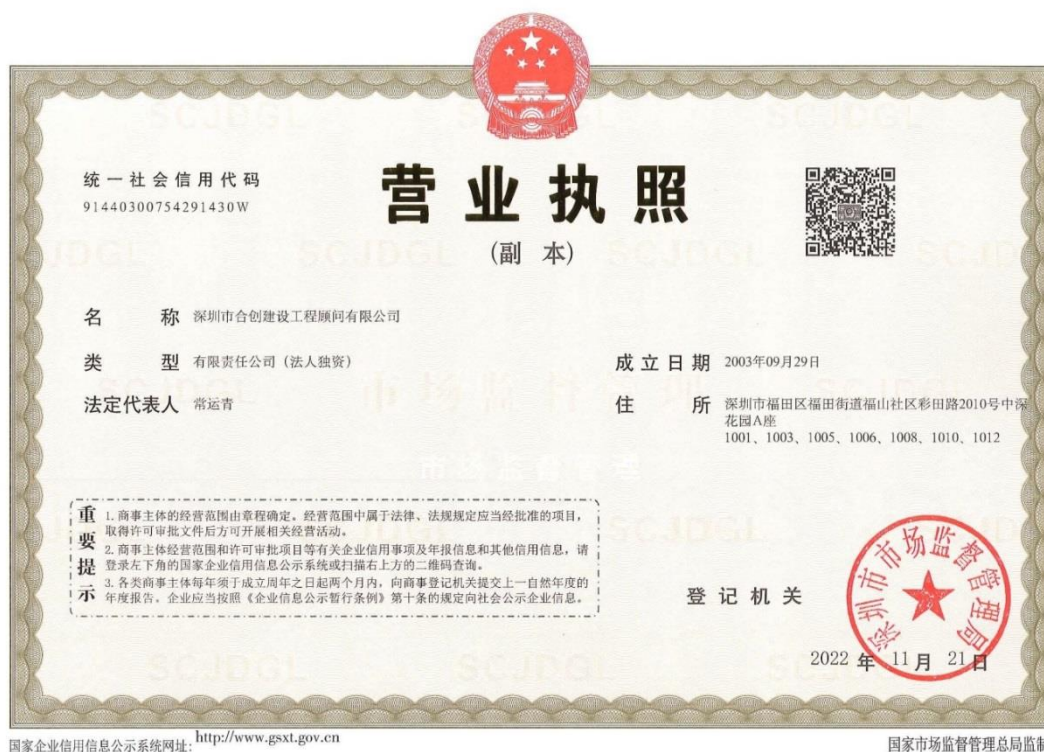 统一社会信用代码
91440300754291430W
营业执照
(副 本)
名 称 深圳市合创建设工程顾问有限公司
类 型 有限责任公司（法人独资）
成立日期 2003年09月29日
法定代表人 常运青
住 所 深圳市福田区福田街道福山社区彩田路2010号中深
花园A座
1001、1003、1005、1006、1008、1010、1012
重要提示
1. 商事主体的经营范围由章程确定。经营范围中属于法律、法规规定应当经批准的项目，
取得许可审批文件后方可开展相关经营活动。
2. 商事主体经营范围和许可审批项目等有关企业信用事项及年报信息和其他信用信息，请
登录左下角的国家企业信用信息公示系统或扫描右上方的二维码查询。
3. 各类商事主体每年须于成立周年之日起两个月内，向商事登记机关提交上一自然年度的
年度报告。企业应当按照《企业信息公示暂行条例》第十条的规定向社会公示企业信息。
登记机关
深圳市市场监督管理局
2022 年 11 月 21 日
国家企业信用信息公示系统网址: http://www.gsxt.gov.cn
国家市场监督管理总局监制
SCJDGL